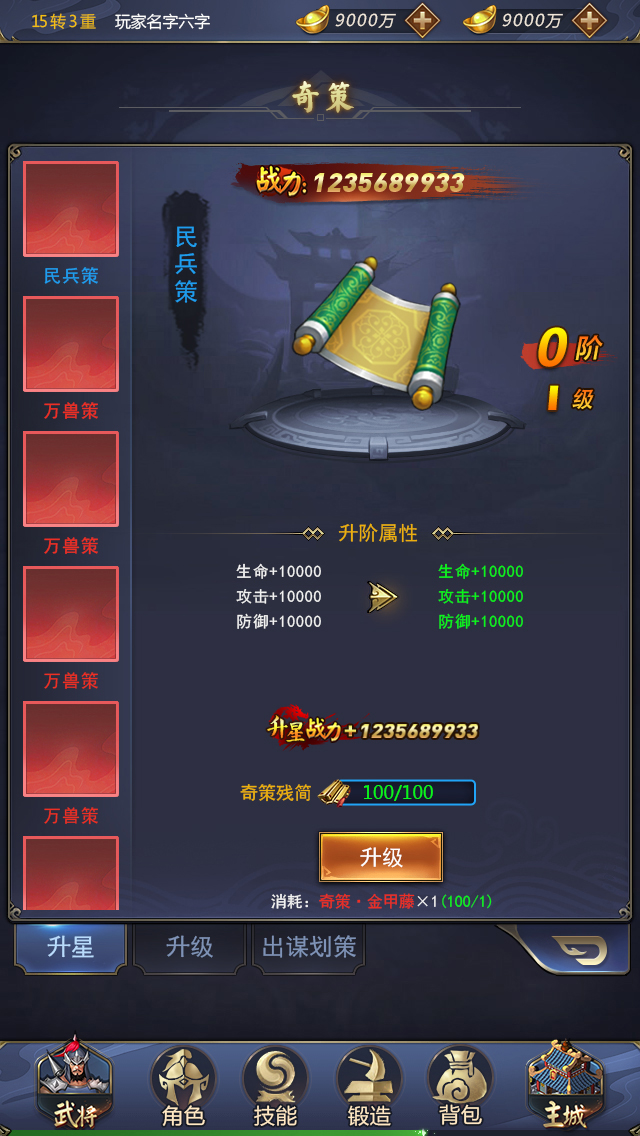 15转3重 玩家名字六字 9000万 9000万
奇策
战力:1235689933
民兵策
民兵策
万兽策
万兽策
万兽策
万兽策
0阶
1级
升阶属性
生命+10000 生命+10000
攻击+10000 攻击+10000
防御+10000 防御+10000
升星战力+1235689933
奇策残简 100/100
升级
消耗：奇策·金甲藤×1(100/1)
升星 升级 出谋划策
武将 角色 技能 锻造 背包 主城